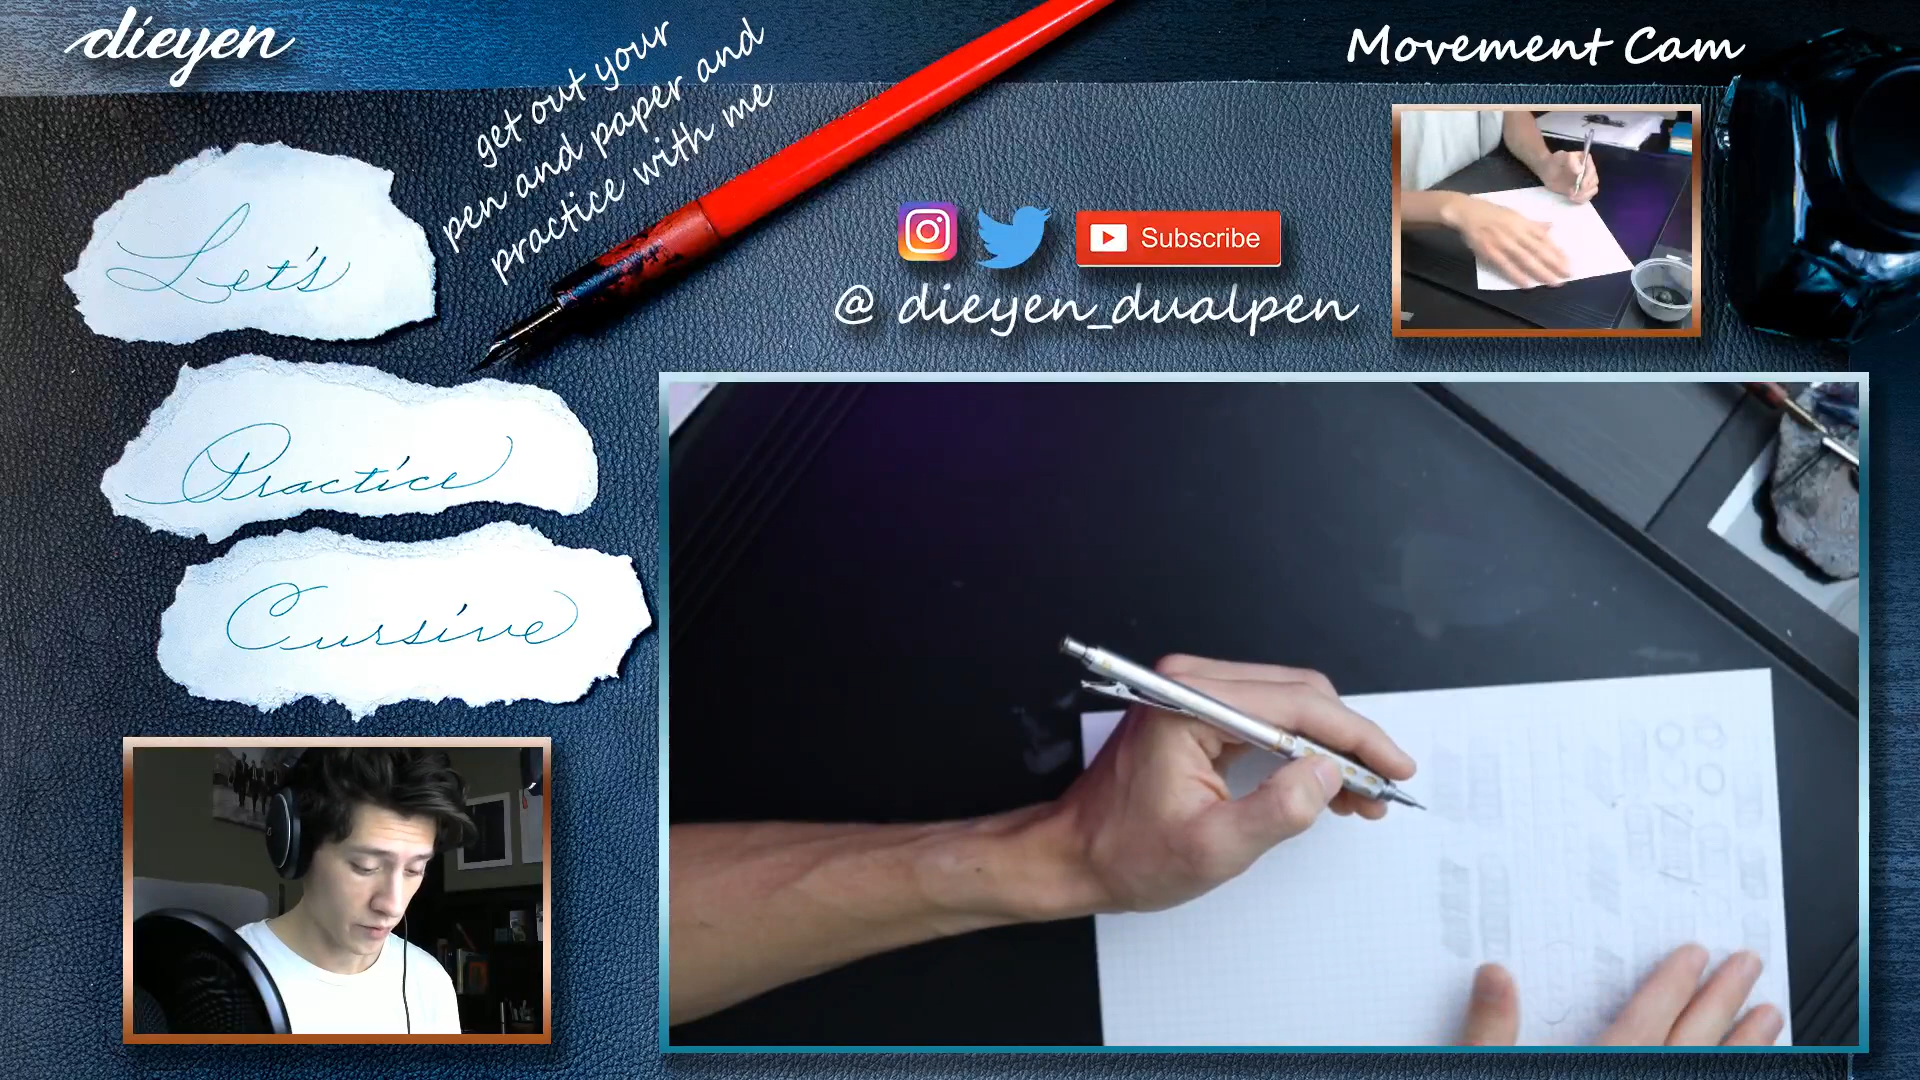 dieyen
get out your
pen and paper and
practice with me
Movement Cam
Let's
Practice
Cursive
Subscribe
@ dieyen_dualpen